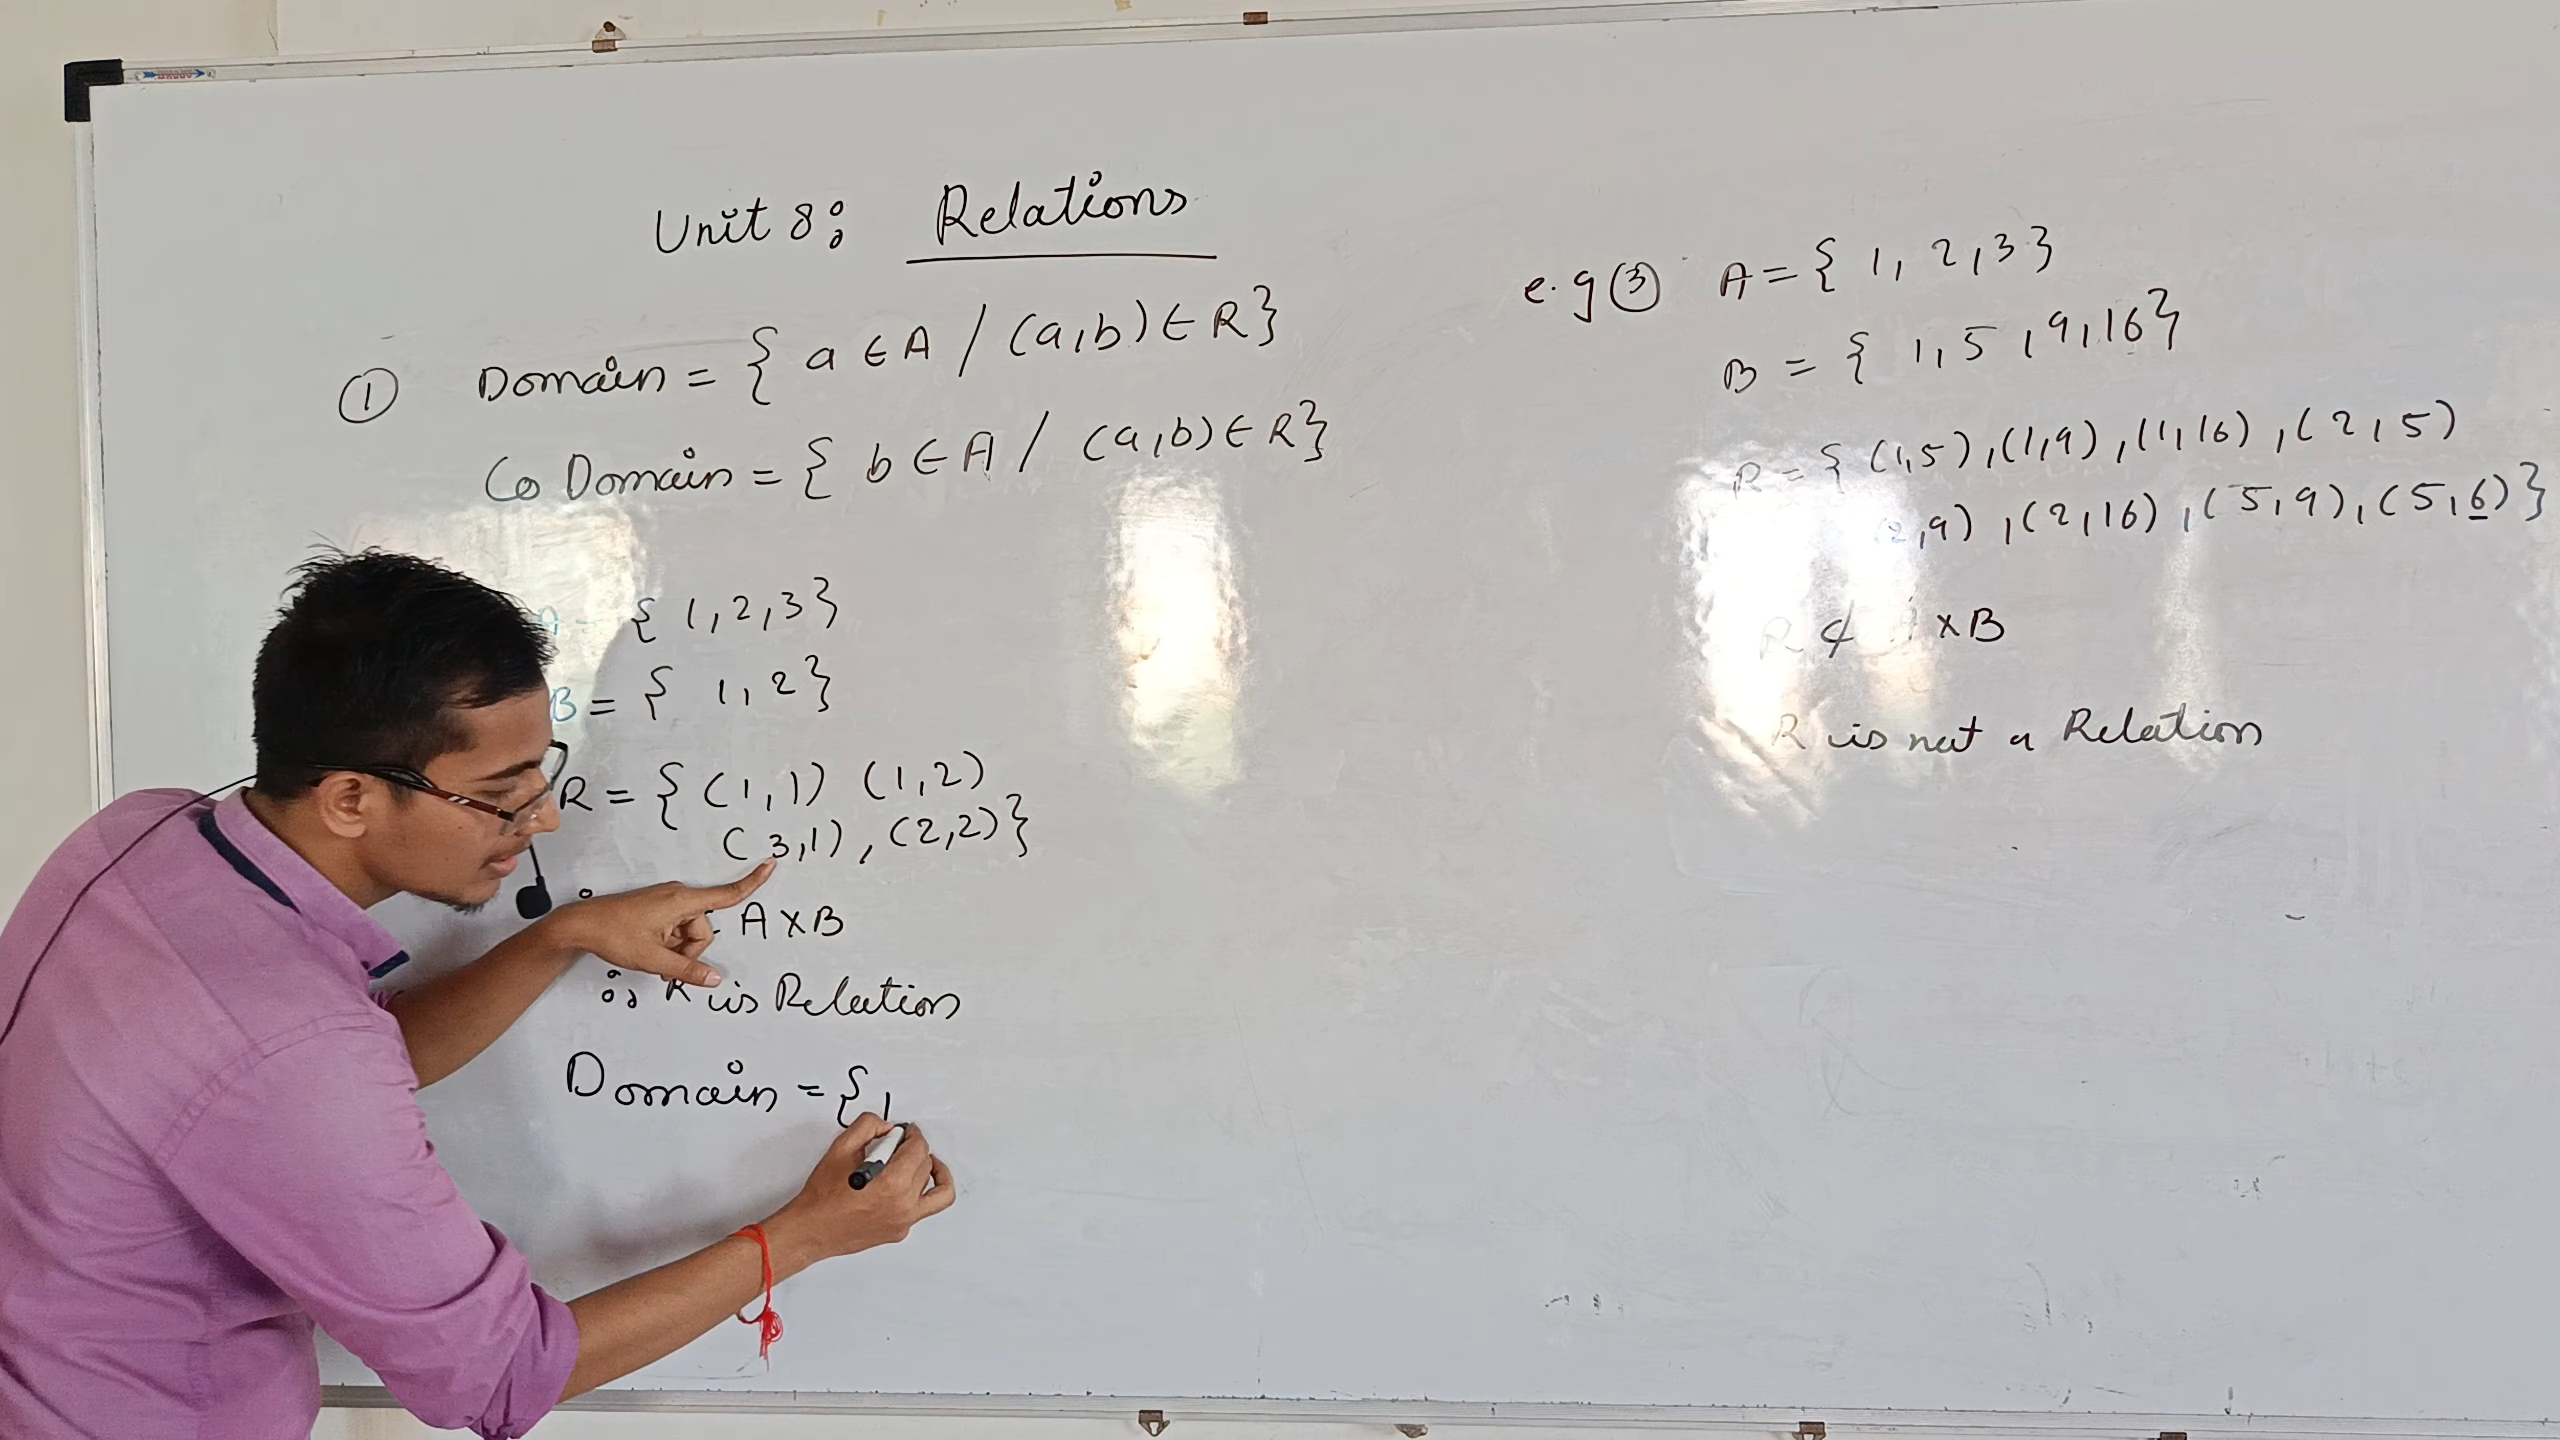 Unit 8: Relations
① Domain = { a ∈ A / (a,b) ∈ R}
Co Domain = { b ∈ A / (a,b) ∈ R}
A = { 1,2,3}
B = { 1,2}
R = { (1,1) (1,2)
(3,1), (2,2)}
A×B
∴ R is Relation
Domain = { 1
e.g ③ A = { 1, 2, 3}
B = { 1, 5, 9, 16}
R = { (1,5), (1,9), (1,16), (2,5)
(2,9), (2,16), (5,9), (5,6)}
R ⊄ A×B
R is not a Relation